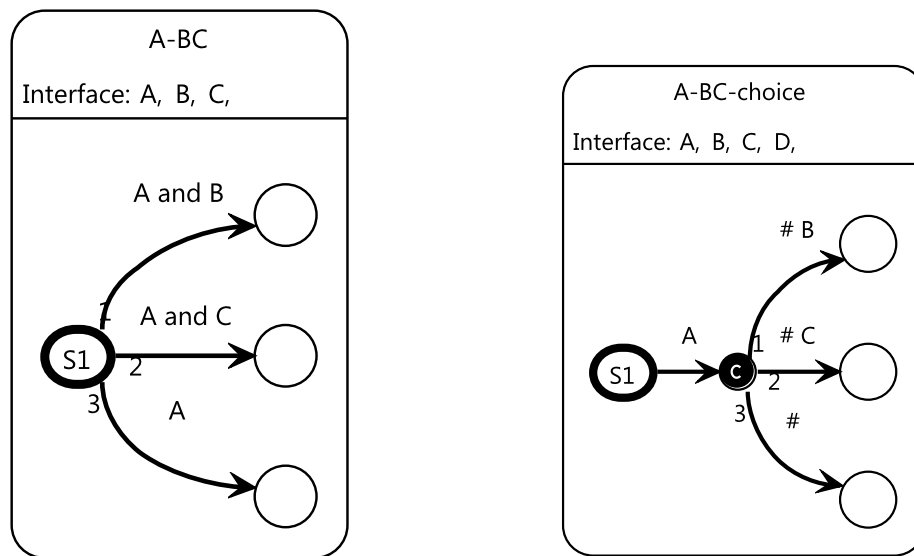 A-BC
Interface: A, B, C,
A and B
1
A and C
S1
2
3
A
A-BC-choice
Interface: A, B, C, D,
# B
A
1
# C
S1
C
2
3
#